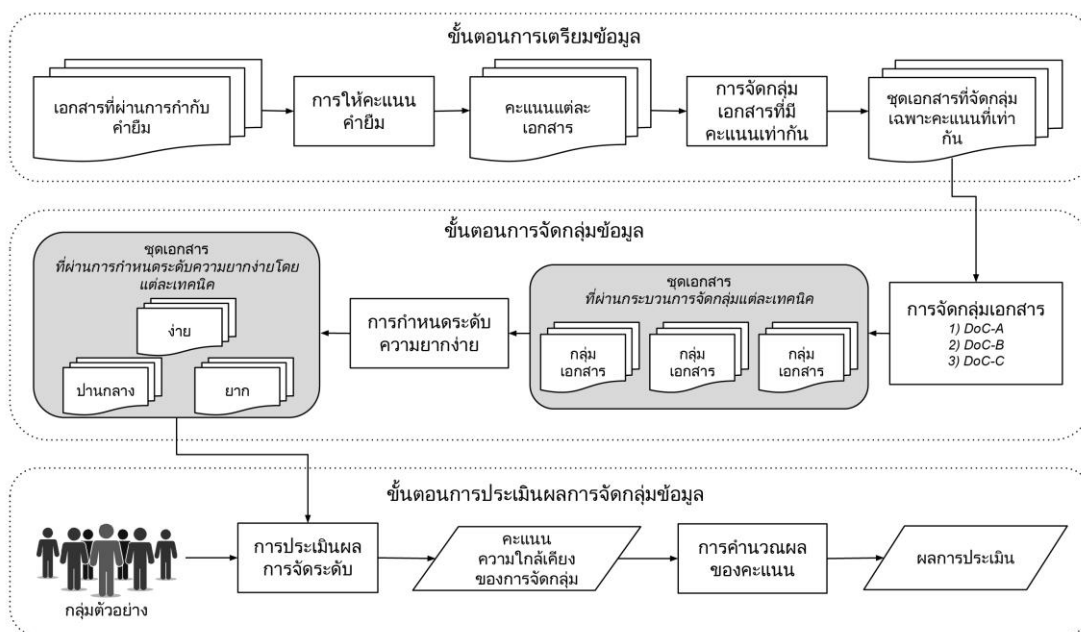 ขั้นตอนการเตรียมข้อมูล
เอกสารที่ผ่านการกำกับ
คำยืม
การให้คะแนน
คำยืม
คะแนนแต่ละ
เอกสาร
การจัดกลุ่ม
เอกสารที่มี
คะแนนเท่ากัน
ชุดเอกสารที่จัดกลุ่ม
เฉพาะคะแนนที่เท่า
กัน
ขั้นตอนการจัดกลุ่มข้อมูล
การจัดกลุ่มเอกสาร
1) DoC-A
2) DoC-B
3) DoC-C
ชุดเอกสาร
ที่ผ่านกระบวนการจัดกลุ่มแต่ละเทคนิค
กลุ่ม
เอกสาร
กลุ่ม
เอกสาร
กลุ่ม
เอกสาร
การกำหนดระดับ
ความยากง่าย
ชุดเอกสาร
ที่ผ่านการกำหนดระดับความยากง่ายโดย
แต่ละเทคนิค
ง่าย
ปานกลาง
ยาก
ขั้นตอนการประเมินผลการจัดกลุ่มข้อมูล
กลุ่มตัวอย่าง
การประเมินผล
การจัดระดับ
คะแนน
ความใกล้เคียง
ของการจัดกลุ่ม
การคำนวณผล
ของคะแนน
ผลการประเมิน